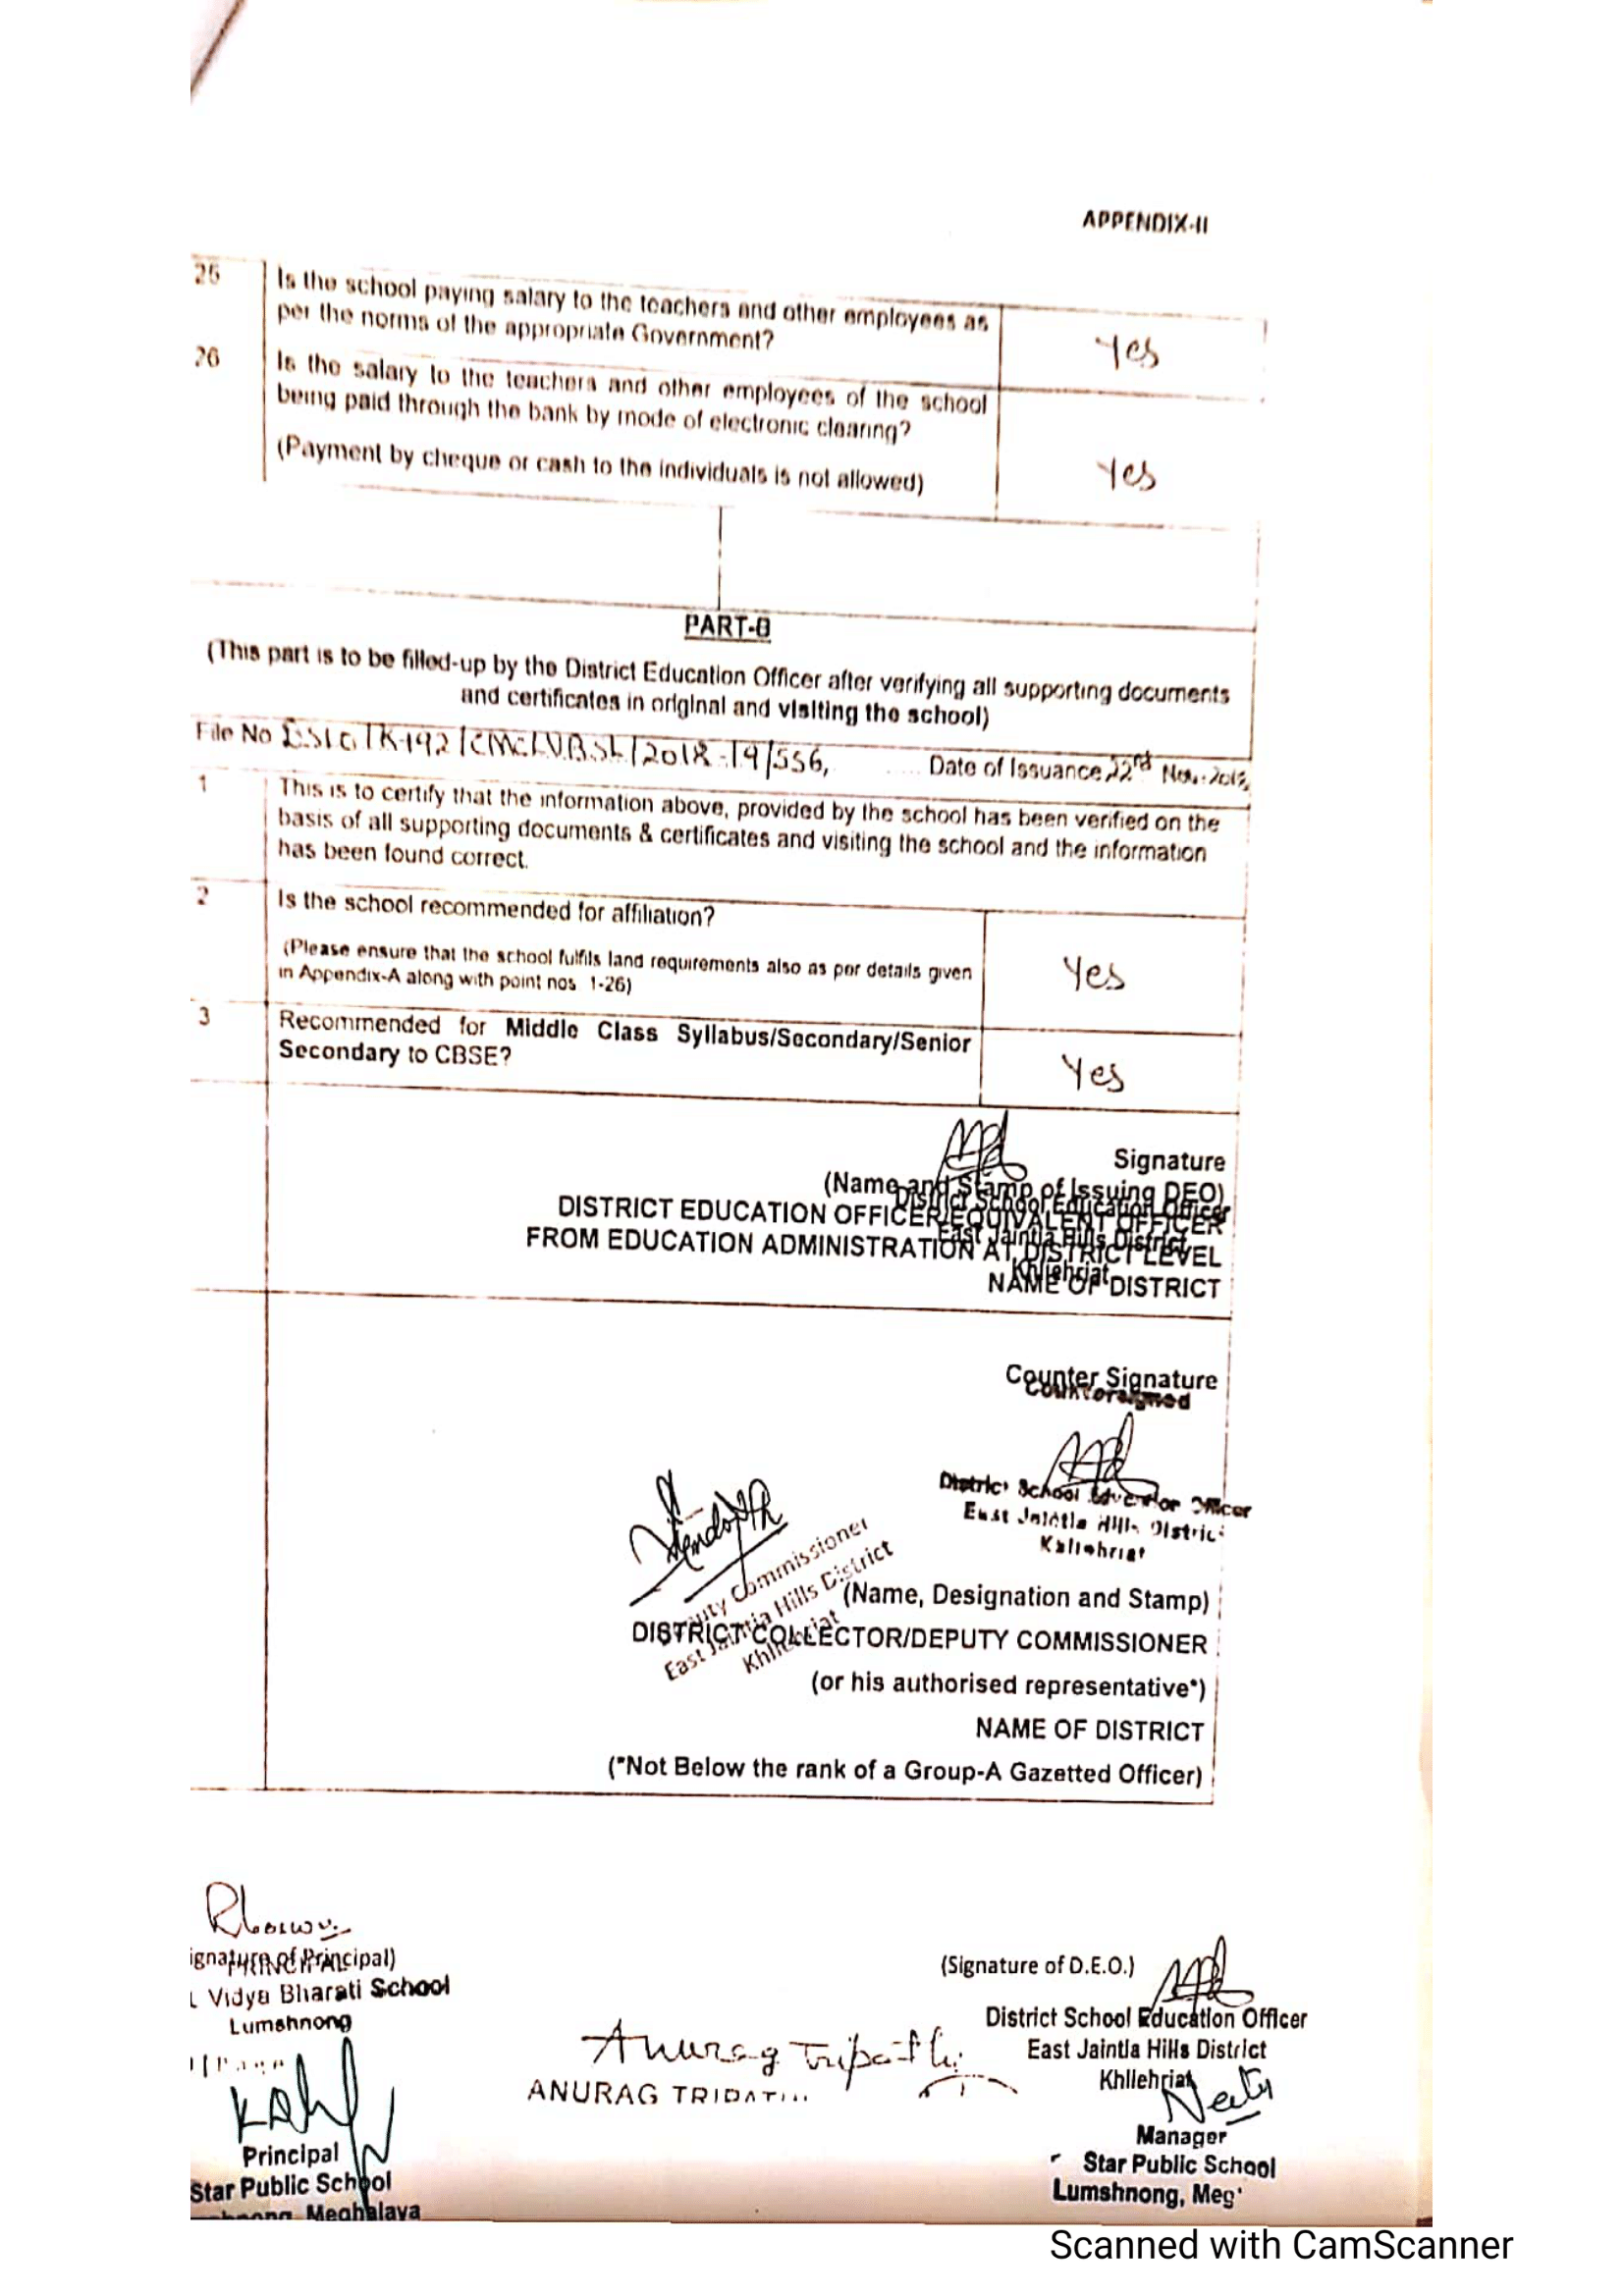 APPENDIX-II
25 Is the school paying salary to the teachers and other employees as
per the norms of the appropriate Government? Yes
26 Is the salary to the teachers and other employees of the school
being paid through the bank by mode of electronic clearing?
(Payment by cheque or cash to the individuals is not allowed) Yes
PART-B
(This part is to be filled-up by the District Education Officer after verifying all supporting documents
and certificates in original and visiting the school)
File No Date of Issuance 22rd Nov. 2018
1 This is to certify that the information above, provided by the school has been verified on the
basis of all supporting documents & certificates and visiting the school and the information
has been found correct.
2 Is the school recommended for affiliation?
(Please ensure that the school fulfils land requirements also as per details given
in Appendix-A along with point nos 1-26) Yes
3 Recommended for Middle Class Syllabus/Secondary/Senior
Secondary to CBSE? Yes
Signature
(Name and Stamp of Issuing DEO)
District School Education Officer
DISTRICT EDUCATION OFFICER/EQUIVALENT OFFICER
East Jaintia Hills District
FROM EDUCATION ADMINISTRATION AT DISTRICT LEVEL
Khliehriat
NAME OF DISTRICT
Counter Signature
Countersigned
District School Education Officer
East Jaintia Hills District
Khliehriat
Deputy Commissioner
East Jaintia Hills District
Khliehriat
(Name, Designation and Stamp)
DISTRICT COLLECTOR/DEPUTY COMMISSIONER
(or his authorised representative*)
NAME OF DISTRICT
(*Not Below the rank of a Group-A Gazetted Officer)
ignature of Principal)
PRINCIPAL
L Vidya Bharati School
Lumshnong
(Signature of D.E.O.)
District School Education Officer
East Jaintia Hills District
Khliehriat
Anurag Tripathi
ANURAG TRIPATHI
Principal
Star Public School
Meghalaya
Manager
Star Public School
Lumshnong, Meg
Scanned with CamScanner